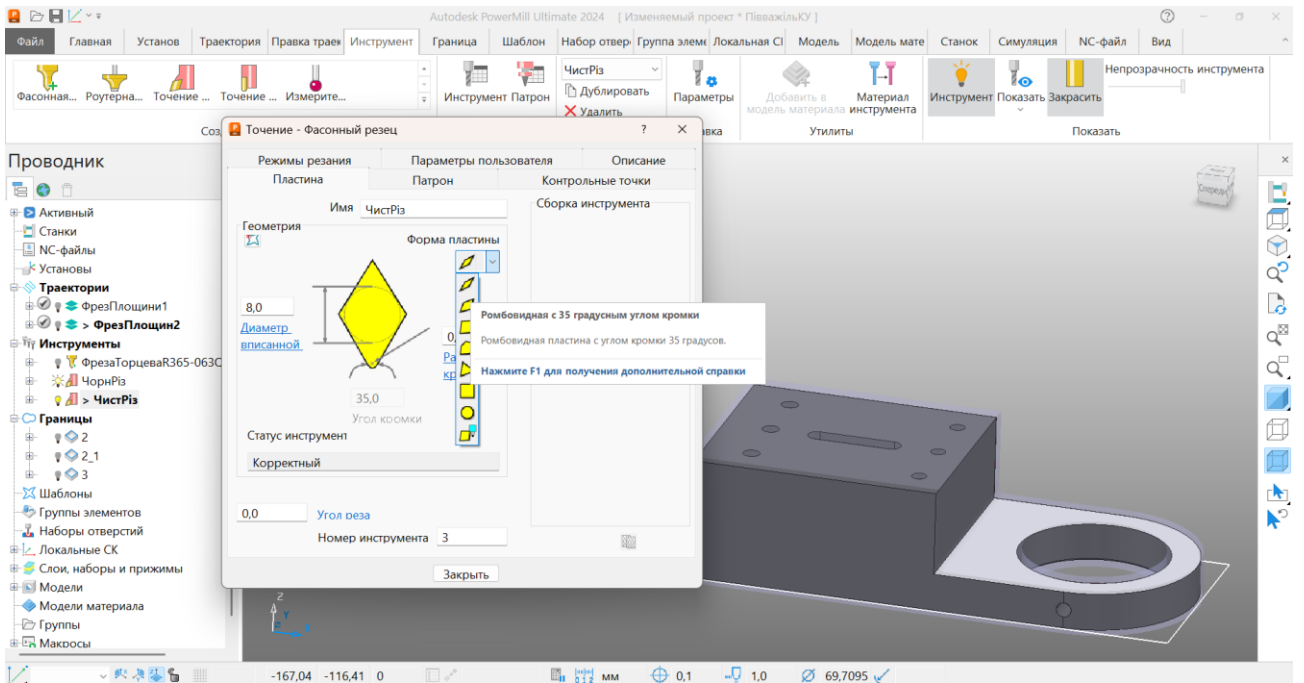 Autodesk PowerMill Ultimate 2024 [ Изменяемый проект * ПівважільКУ ]
Файл Главная Установ Траектория Правка траек Инструмент Граница Шаблон Набор отвер Группа элеме Локальная СІ Модель Модель мате Станок Симуляция NC-файл Вид
Фасонная... Роутерна... Точение ... Точение ... Измерите...
Инструмент Патрон
ЧистРіз
Дублировать
Удалить
Параметры
Добавить в модель материала
Материал инструмента
Инструмент Показать Закрасить
Непрозрачность инструмента
Соз
вка
Утилиты
Показать
Проводник
Активный
Станки
NC-файлы
Установы
Траектории
ФрезПлощини1
> ФрезПлощин2
Инструменты
ФрезаТорцеваR365-063Q
ЧорнРіз
> ЧистРіз
Границы
2
2_1
3
Шаблоны
Группы элементов
Наборы отверстий
Локальные СК
Слои, наборы и прижимы
Модели
Модели материала
Группы
Макросы
Точение - Фасонный резец ? ×
Режимы резания Параметры пользователя Описание
Пластина Патрон Контрольные точки
Имя ЧистРіз
Сборка инструмента
Геометрия
Форма пластины
8,0
Диаметр
вписанной
0,
Ра
кр
35,0
Угол кромки
Статус инструмент
Корректный
0,0 Угол реза
Номер инструмента 3
Закрыть
Ромбовидная с 35 градусным углом кромки
Ромбовидная пластина с углом кромки 35 градусов.
Нажмите F1 для получения дополнительной справки
Спереди
Z
Y
-167,04 -116,41 0 мм 0,1 1,0 69,7095